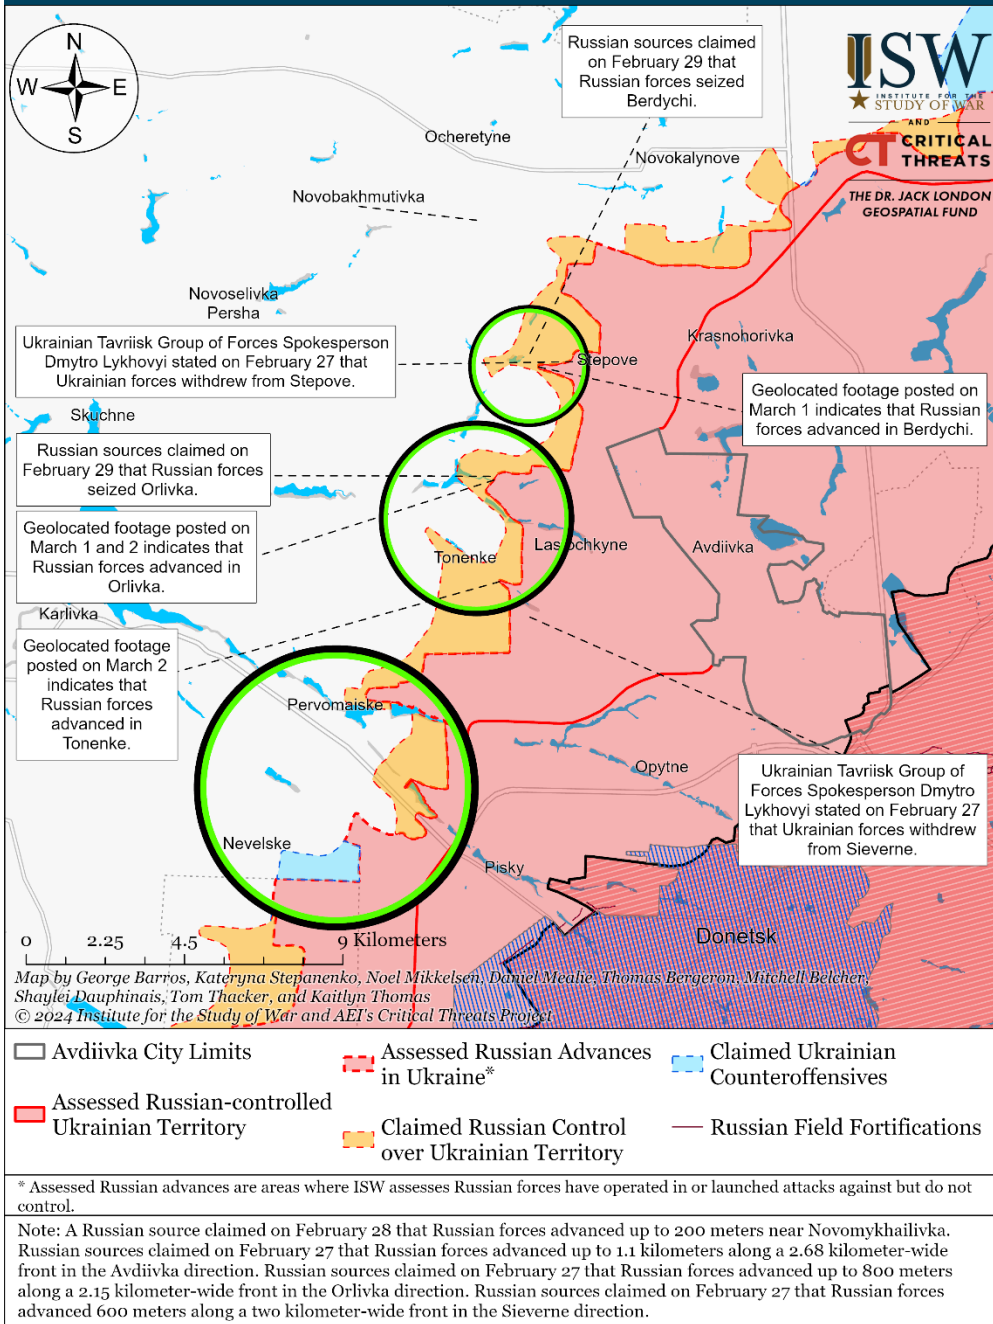 N
W
E
S
Russian sources claimed
on February 29 that
Russian forces seized
Berdychi.
ISW
INSTITUTE FOR THE
STUDY OF WAR
AND
CT CRITICAL
THREATS
THE DR. JACK LONDON
GEOSPATIAL FUND
Ocheretyne
Novokalynove
Novobakhmutivka
Novoselivka
Persha
Krasnohorivka
Ukrainian Tavriisk Group of Forces Spokesperson
Dmytro Lykhovyi stated on February 27 that
Ukrainian forces withdrew from Stepove.
Stepove
Geolocated footage posted on
March 1 indicates that Russian
forces advanced in Berdychi.
Skuchne
Russian sources claimed on
February 29 that Russian forces
seized Orlivka.
Geolocated footage posted on
March 1 and 2 indicates that
Russian forces advanced in
Orlivka.
Lastochkyne
Avdiivka
Tonenke
Karlivka
Geolocated footage
posted on March 2
indicates that
Russian forces
advanced in
Tonenke.
Pervomaiske
Opytne
Ukrainian Tavriisk Group of
Forces Spokesperson Dmytro
Lykhovyi stated on February 27
that Ukrainian forces withdrew
from Sieverne.
Nevelske
Pisky
Donetsk
0 2.25 4.5 9 Kilometers
Map by George Barros, Kateryna Stepanenko, Noel Mikkelsen, Daniel Mealie, Thomas Bergeron, Mitchell Belcher,
Shaylei Dauphinais, Tom Thacker, and Kaitlyn Thomas
© 2024 Institute for the Study of War and AEI's Critical Threats Project
Avdiivka City Limits
Assessed Russian-controlled
Ukrainian Territory
Assessed Russian Advances
in Ukraine*
Claimed Russian Control
over Ukrainian Territory
Claimed Ukrainian
Counteroffensives
Russian Field Fortifications
* Assessed Russian advances are areas where ISW assesses Russian forces have operated in or launched attacks against but do not
control.
Note: A Russian source claimed on February 28 that Russian forces advanced up to 200 meters near Novomykhailivka.
Russian sources claimed on February 27 that Russian forces advanced up to 1.1 kilometers along a 2.68 kilometer-wide
front in the Avdiivka direction. Russian sources claimed on February 27 that Russian forces advanced up to 800 meters
along a 2.15 kilometer-wide front in the Orlivka direction. Russian sources claimed on February 27 that Russian forces
advanced 600 meters along a two kilometer-wide front in the Sieverne direction.